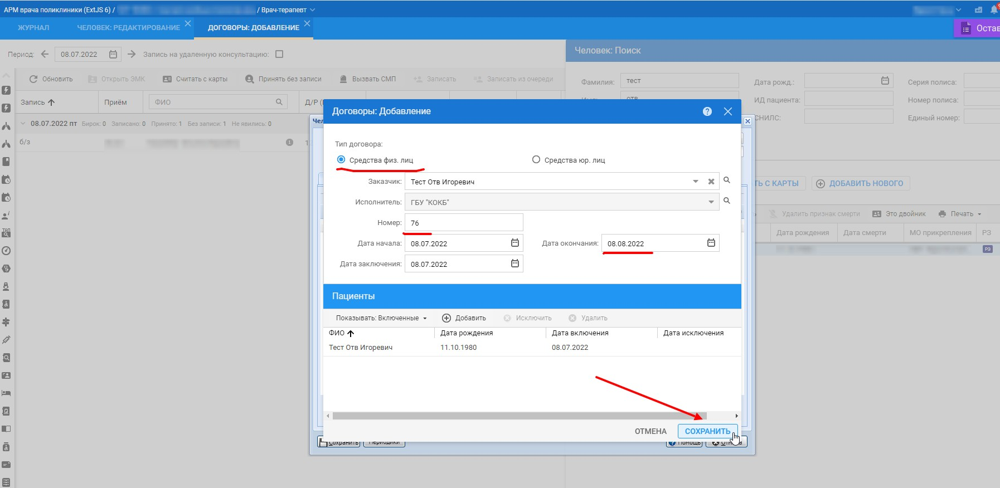 АРМ врача поликлиники (ExtJS 6) / / Врач-терапевт
ЖУРНАЛ
ЧЕЛОВЕК: РЕДАКТИРОВАНИЕ
ДОГОВОРЫ: ДОБАВЛЕНИЕ
Остав
Период: 08.07.2022 Запись на удаленную консультацию:
Человек: Поиск
Обновить Открыть ЭМК Считать с карты Принять без записи Вызвать СМП Записать Записать из очереди
Фамилия: тест Дата рожд.: Серия полиса:
ИД пациента: Номер полиса:
СНИЛС: Единый номер:
Запись Приём ФИО Д/Р (
08.07.2022 пт Бирок: 0 Записано: 0 Принято: 1 Без записи: 1 Не явились: 0
б/з 1 1
Чел
Договоры: Добавление ?
Тип договора:
Средства физ. лиц Средства юр. лиц
Заказчик: Тест Отв Игоревич
Исполнитель: ГБУ "КОКБ"
Номер: 76
Дата начала: 08.07.2022 Дата окончания: 08.08.2022
Дата заключения: 08.07.2022
Ь С КАРТЫ ДОБАВИТЬ НОВОГО
Удалить признак смерти Это двойник Печать
Дата рождения Дата смерти МО прикрепления РЗ
РЗ
Пациенты
Показывать: Включенные Добавить Исключить Удалить
ФИО Дата рождения Дата включения Дата исключения
Тест Отв Игоревич 11.10.1980 08.07.2022
ОТМЕНА СОХРАНИТЬ
Сохранить Периодики Помощь
ТАП